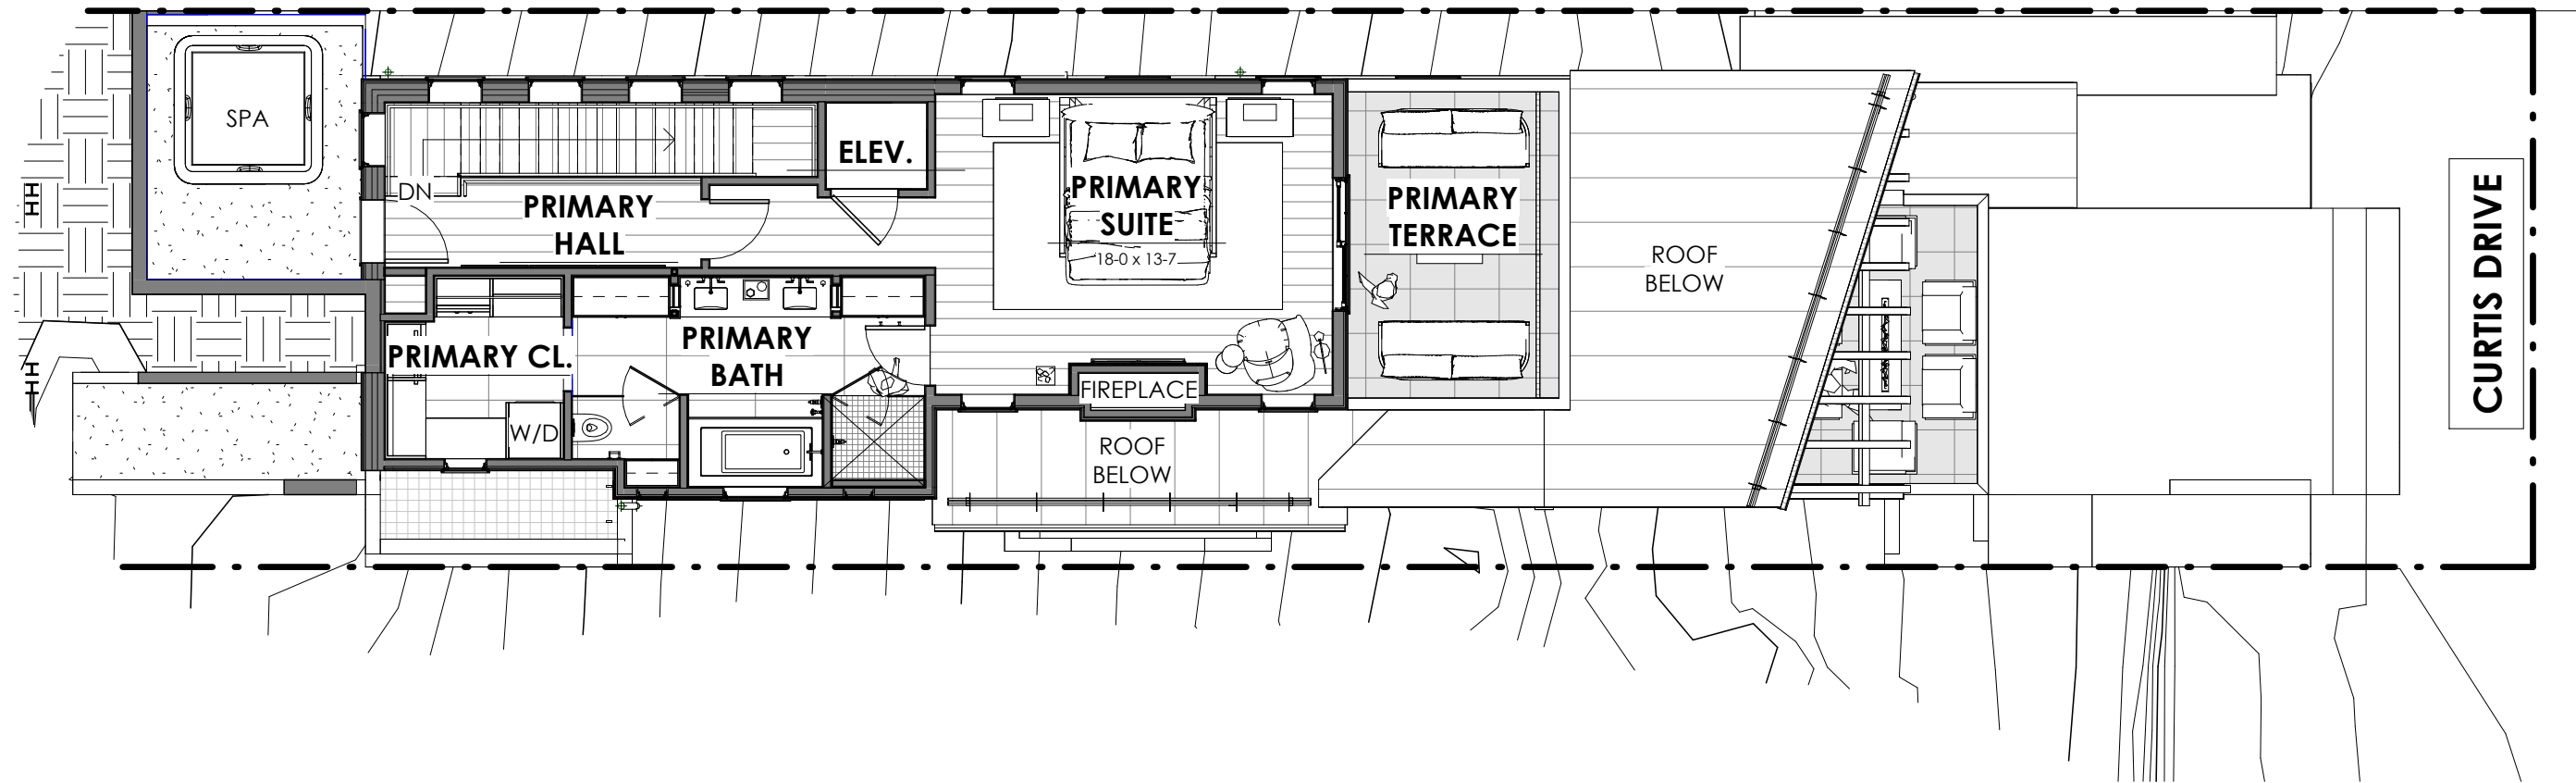 SPA
DN
ELEV.
PRIMARY
HALL
PRIMARY
SUITE
18-0 x 13-7
PRIMARY
TERRACE
ROOF
BELOW
CURTIS DRIVE
PRIMARY CL.
PRIMARY
BATH
W/D
FIREPLACE
ROOF
BELOW